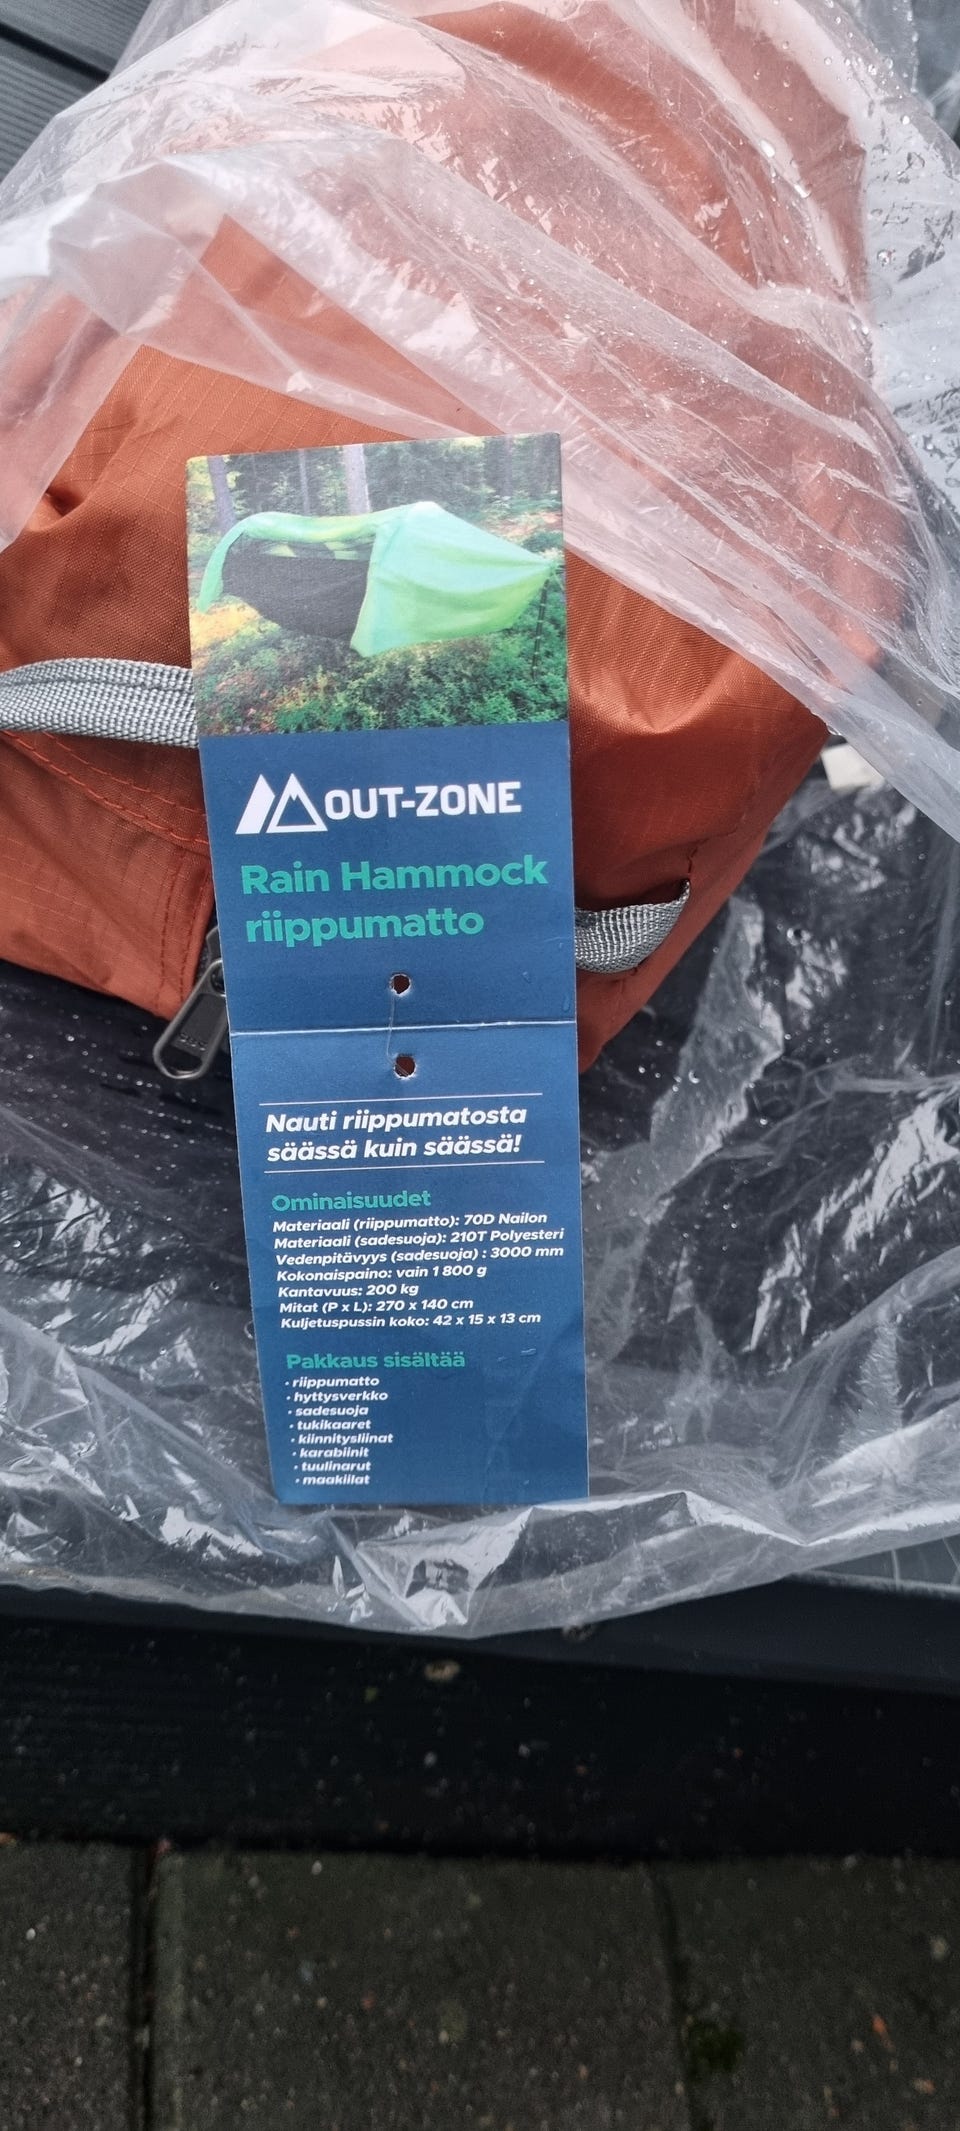 OUT-ZONE
Rain Hammock
riippumatto
Nauti riippumatosta
säässä kuin säässä!
Ominaisuudet
Materiaali (riippumatto): 70D Nailon
Materiaali (sadesuoja): 210T Polyesteri
Vedenpitävyys (sadesuoja) : 3000 mm
Kokonaispaino: vain 1 800 g
Kantavuus: 200 kg
Mitat (P x L): 270 x 140 cm
Kuljetuspussin koko: 42 x 15 x 13 cm
Pakkaus sisältää
• riippumatto
• hyttysverkko
• sadesuoja
• tukikaaret
• kiinnitysliinat
• karabiinit
• tuulinarut
• maakiilat